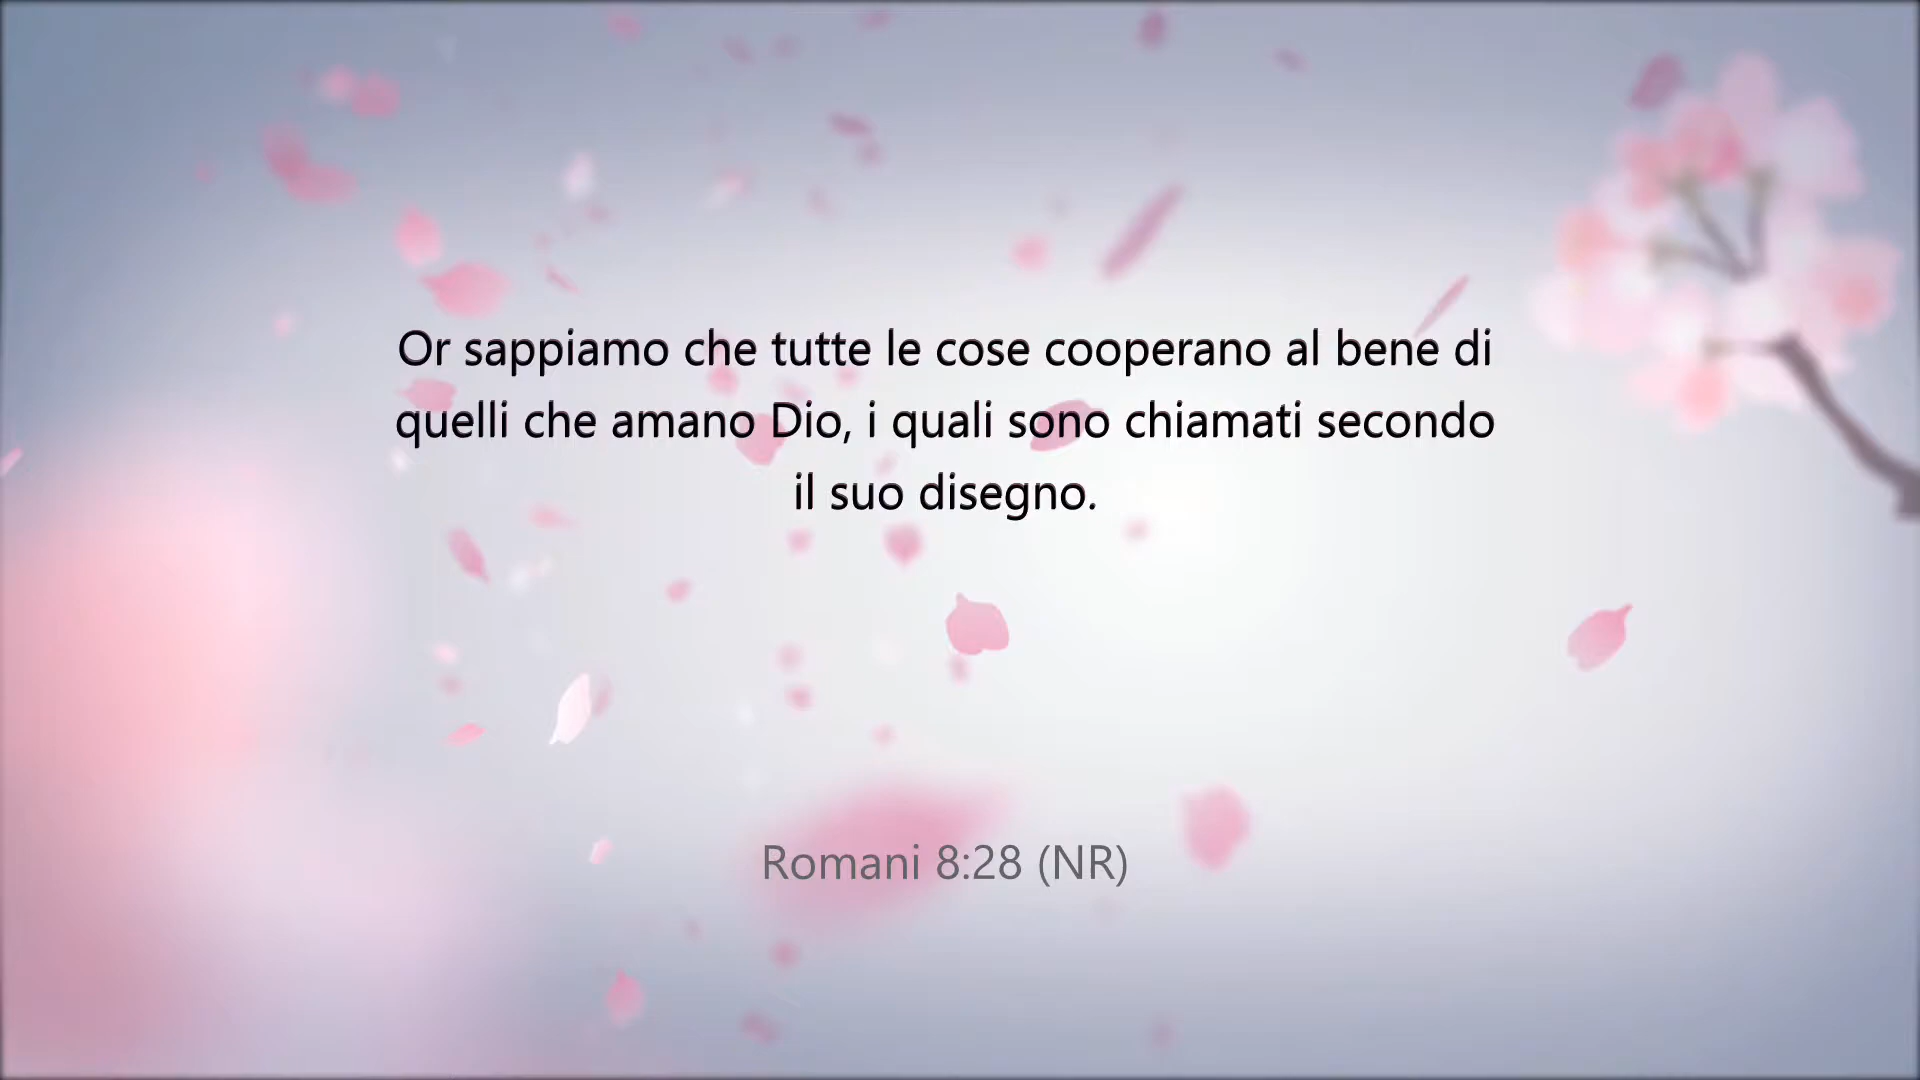 Or sappiamo che tutte le cose cooperano al bene di
quelli che amano Dio, i quali sono chiamati secondo
il suo disegno.
Romani 8:28 (NR)